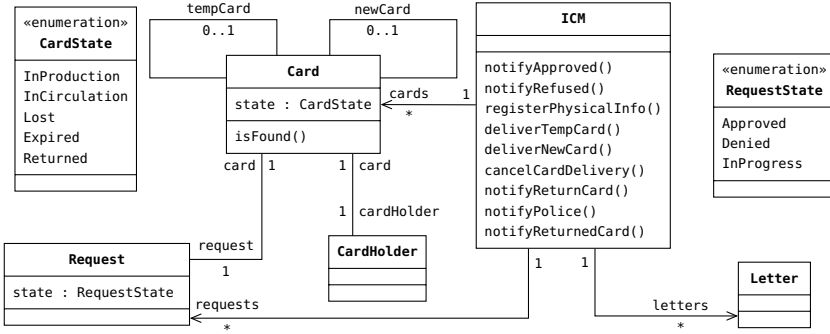 «enumeration»
CardState
InProduction
InCirculation
Lost
Expired
Returned
tempCard
0..1
newCard
0..1
Card
state : CardState
isFound()
cards
1
*
ICM
notifyApproved()
notifyRefused()
registerPhysicalInfo()
deliverTempCard()
deliverNewCard()
cancelCardDelivery()
notifyReturnCard()
notifyPolice()
notifyReturnedCard()
«enumeration»
RequestState
Approved
Denied
InProgress
card 1
1 card
1 cardHolder
CardHolder
Request
state : RequestState
request
1
requests
*
1
1
letters
*
Letter